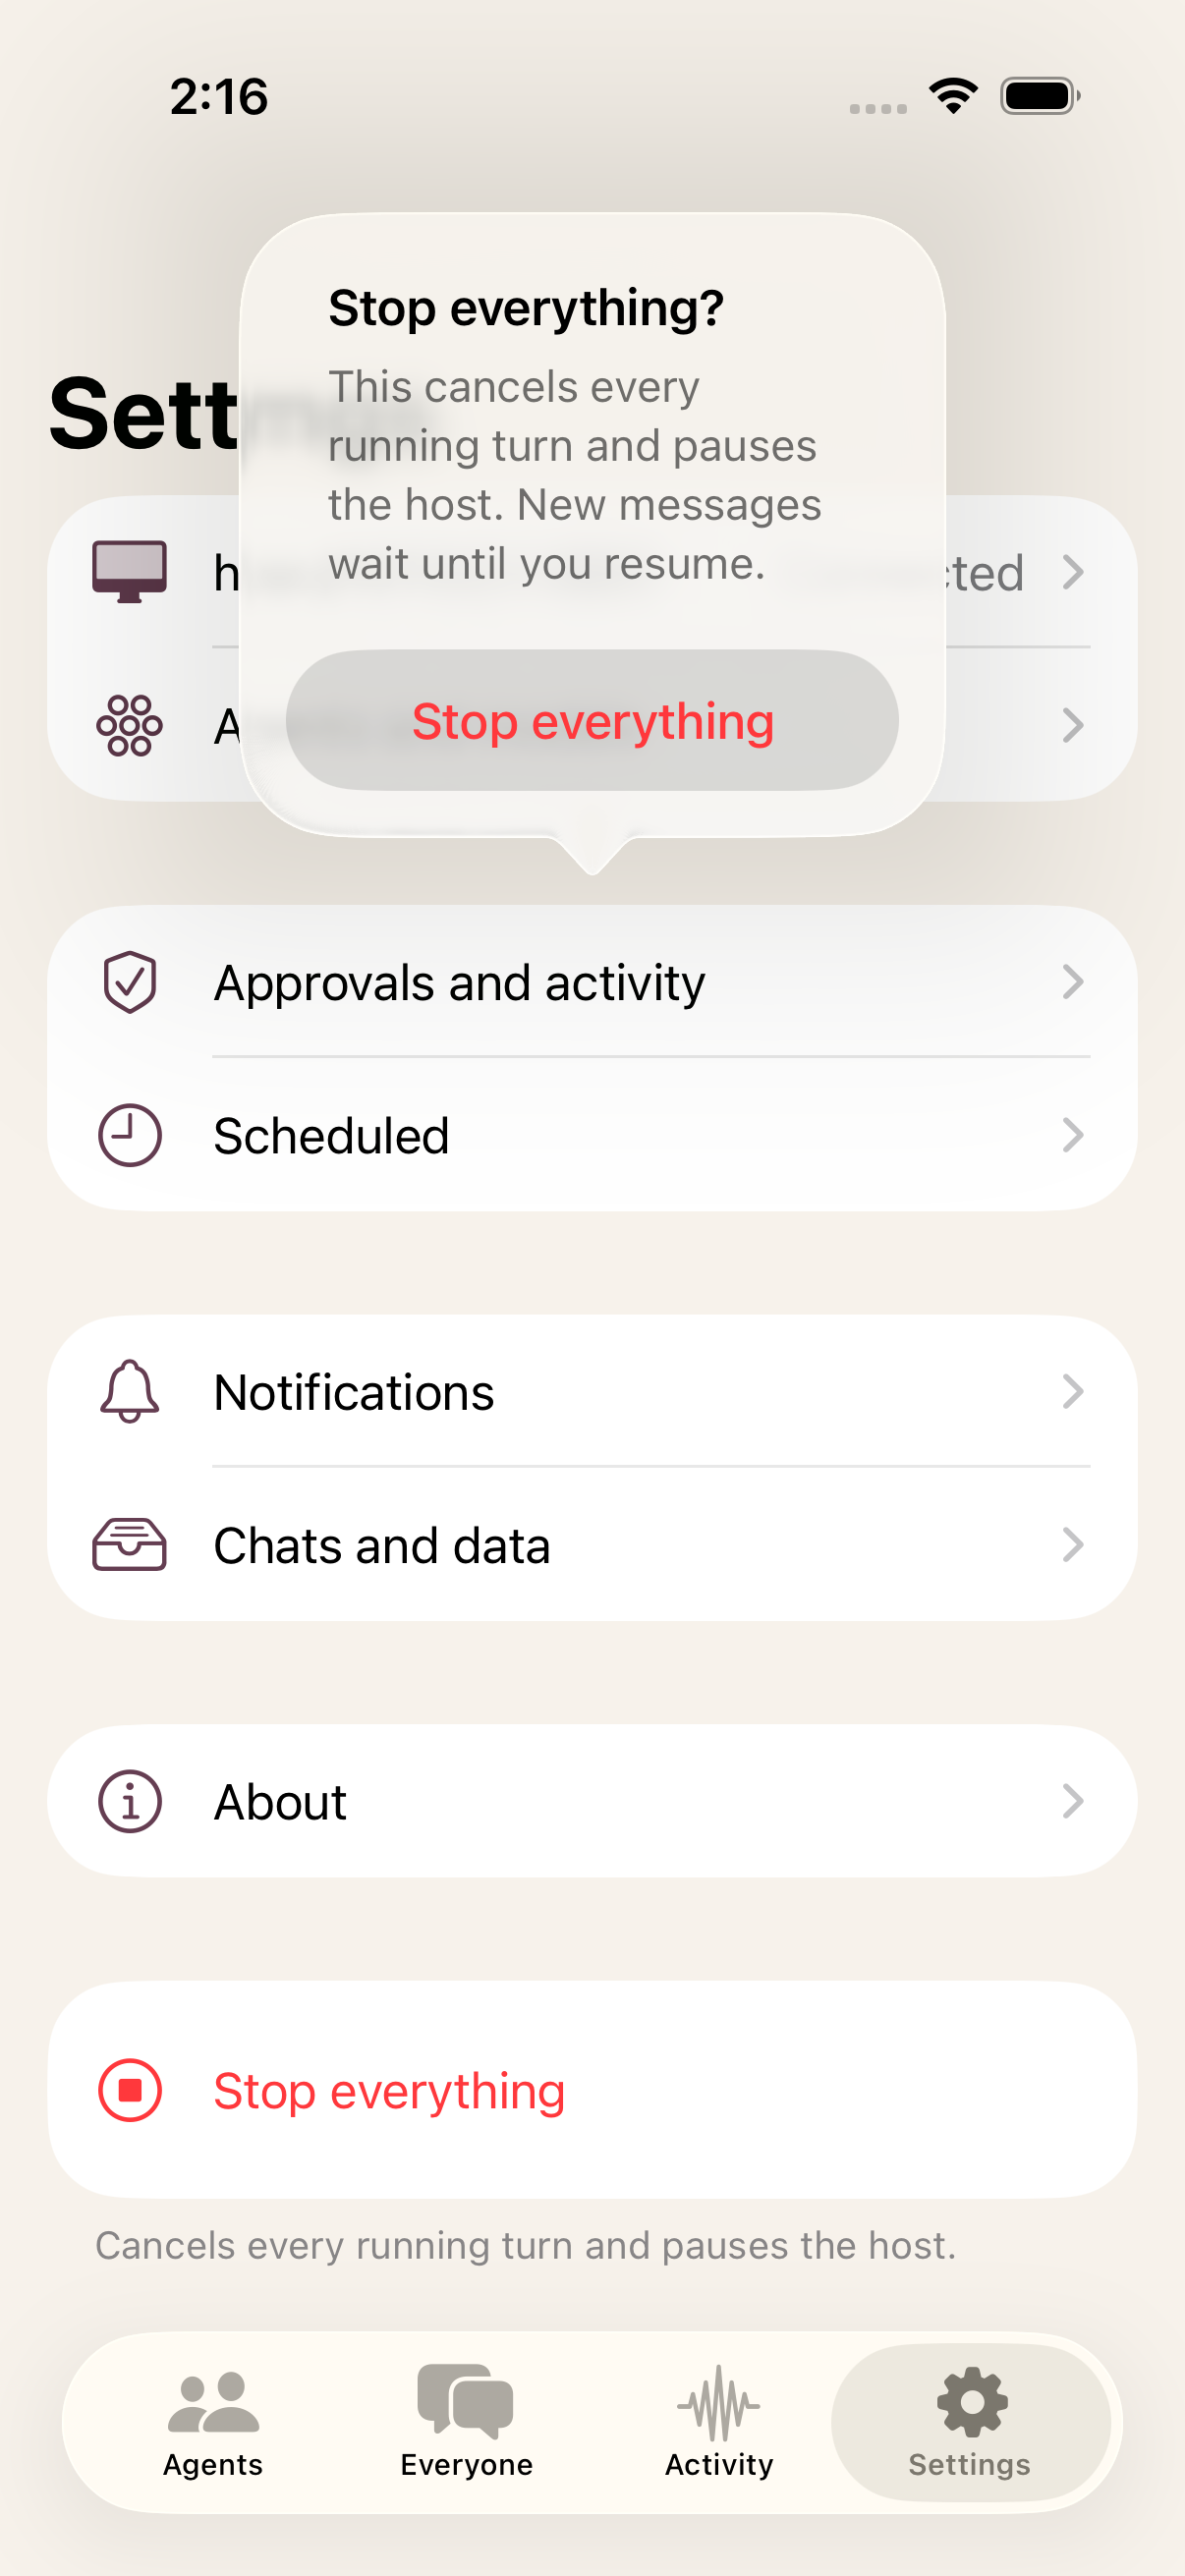 2:16
Stop everything?
This cancels every
running turn and pauses
the host. New messages
wait until you resume.
Stop everything
Approvals and activity
Scheduled
Notifications
Chats and data
About
Stop everything
Cancels every running turn and pauses the host.
Agents
Everyone
Activity
Settings